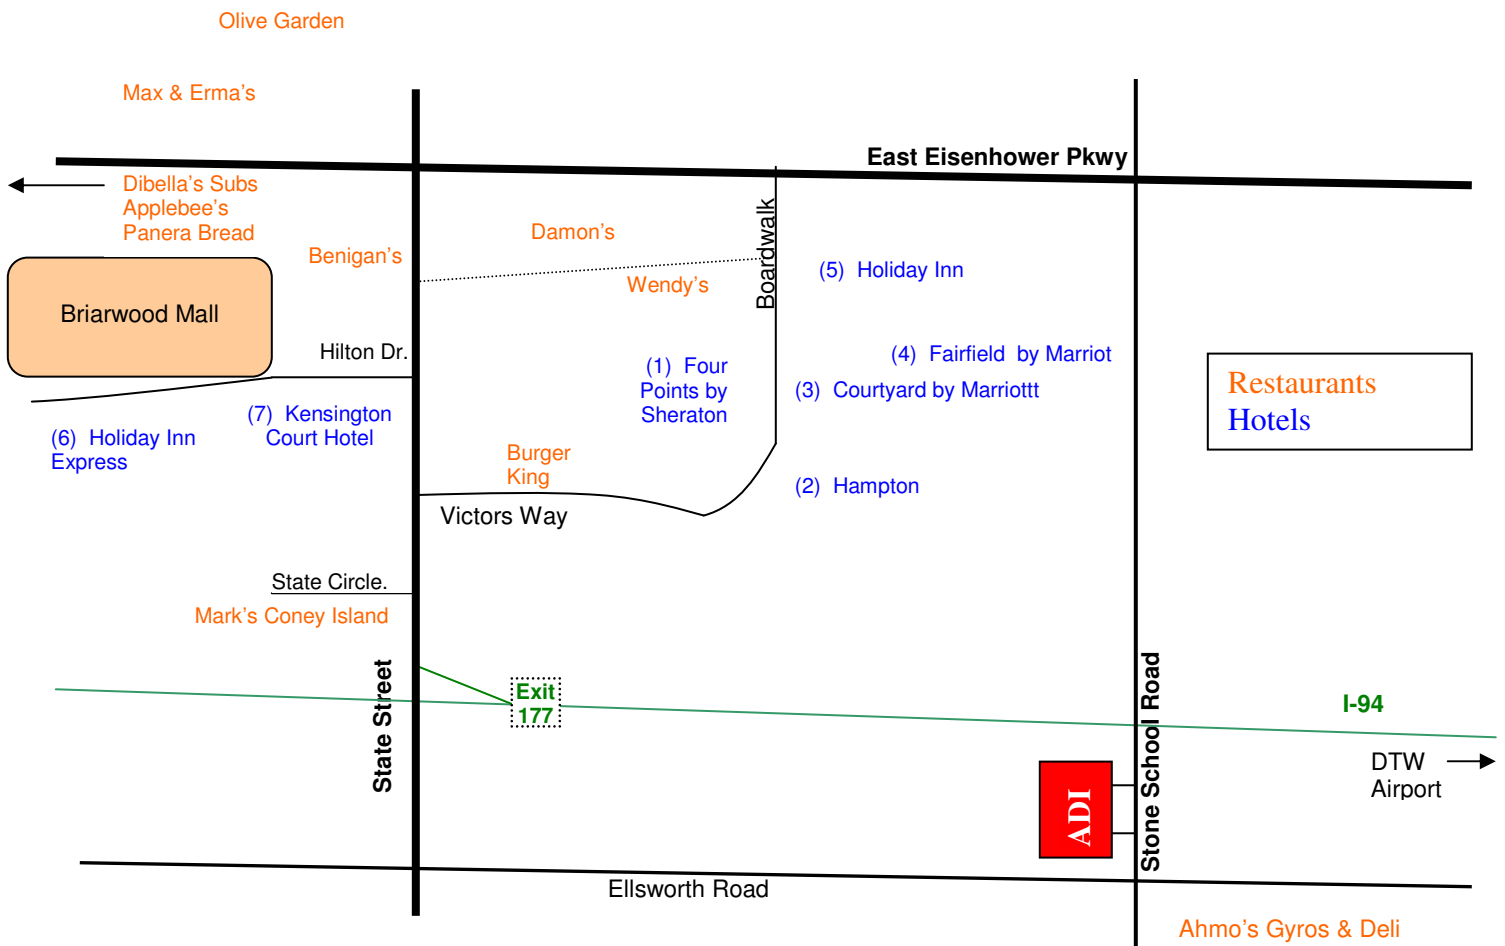 Olive Garden
Max & Erma's
East Eisenhower Pkwy
Dibella's Subs
Applebee's
Panera Bread
Benigan's
Damon's
Wendy's
Boardwalk
(5) Holiday Inn
Briarwood Mall
Hilton Dr.
(1) Four
Points by
Sheraton
(4) Fairfield by Marriot
(3) Courtyard by Marriottt
Restaurants
Hotels
(7) Kensington
Court Hotel
(6) Holiday Inn
Express
Burger
King
(2) Hampton
Victors Way
State Circle.
Mark's Coney Island
State Street
Exit
177
Stone School Road
I-94
DTW
Airport
ADI
Ellsworth Road
Ahmo's Gyros & Deli